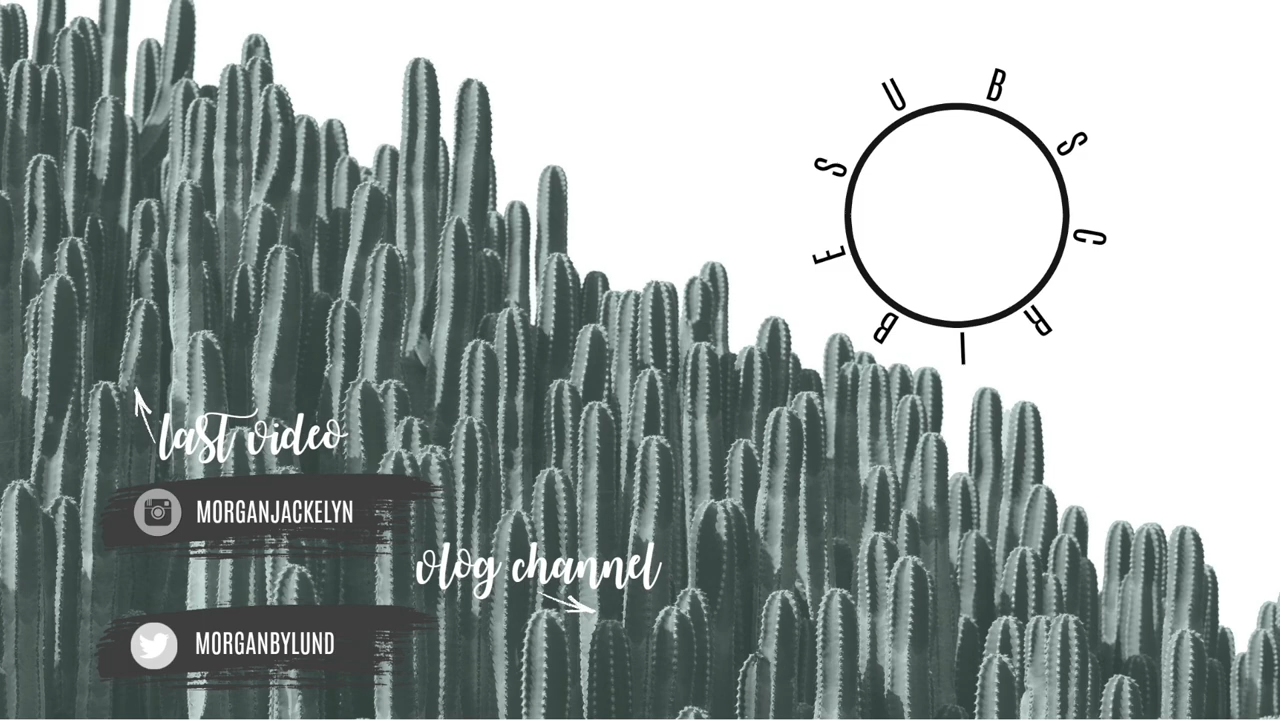 SUBSCRIBE
last video
MORGANJACKELYN
vlog channel
MORGANBYLUND